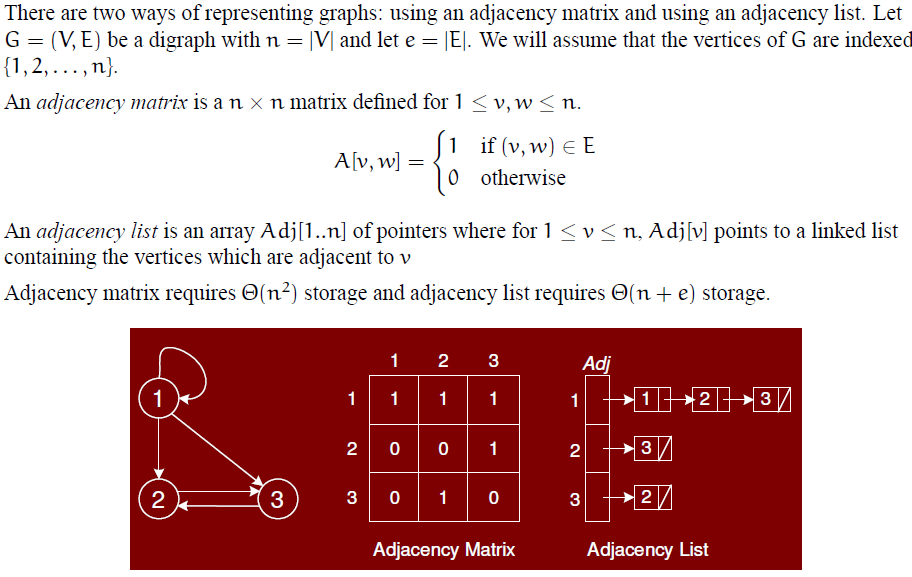 There are two ways of representing graphs: using an adjacency matrix and using an adjacency list. Let
G = (V, E) be a digraph with n = |V| and let e = |E|. We will assume that the vertices of G are indexed
{1, 2, . . . , n}.
An adjacency matrix is a n × n matrix defined for 1 ≤ v, w ≤ n.
A[v, w] = { 1 if (v, w) ∈ E
0 otherwise
An adjacency list is an array Adj[1..n] of pointers where for 1 ≤ v ≤ n, Adj[v] points to a linked list
containing the vertices which are adjacent to v
Adjacency matrix requires Θ(n²) storage and adjacency list requires Θ(n + e) storage.
1
2 3
1 2 3
1 1 1 1
2 0 0 1
3 0 1 0
Adjacency Matrix
Adj
1 1 2 3
2 3
3 2
Adjacency List